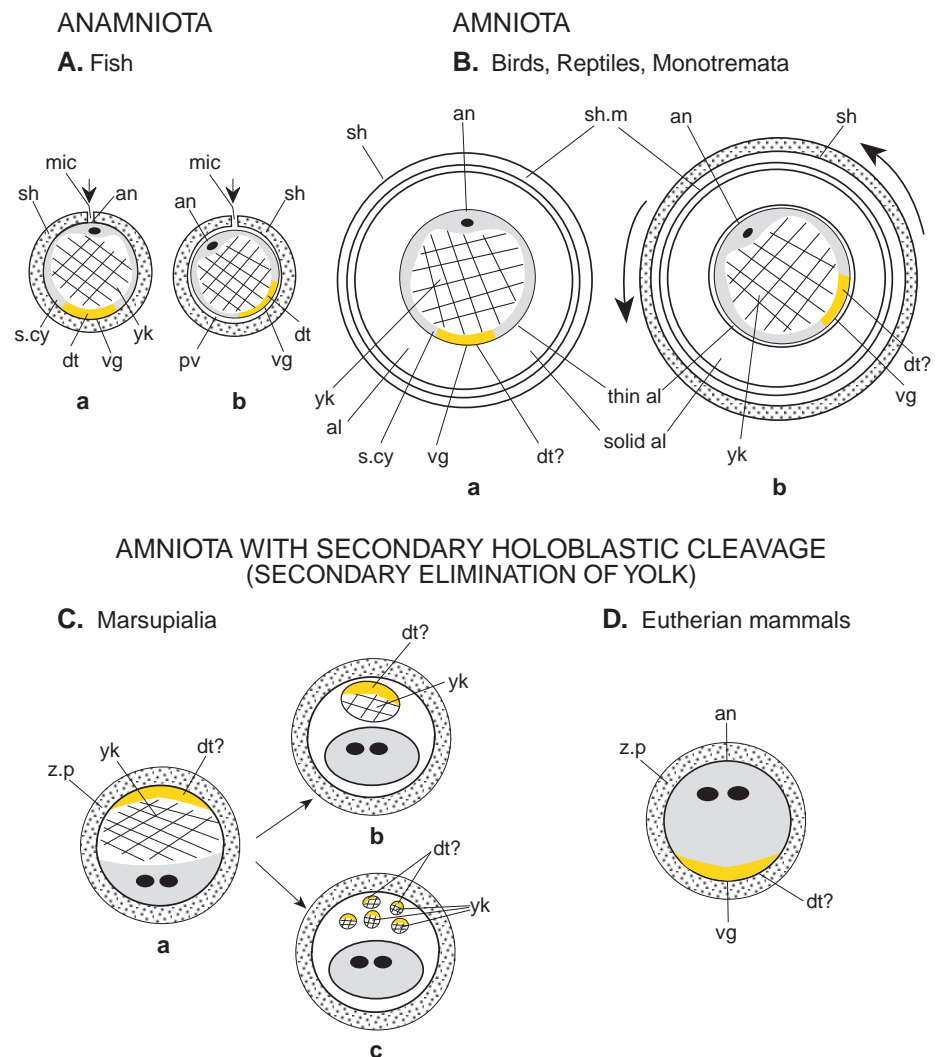 ANAMNIOTA
AMNIOTA
A. Fish
B. Birds, Reptiles, Monotremata
mic
sh
an
s.cy
dt
vg
yk
a
mic
an
sh
pv
vg
dt
b
sh
an
sh.m
yk
al
s.cy
vg
dt?
solid al
thin al
a
an
sh
dt?
vg
yk
b
AMNIOTA WITH SECONDARY HOLOBLASTIC CLEAVAGE
(SECONDARY ELIMINATION OF YOLK)
C. Marsupialia
D. Eutherian mammals
z.p
yk
dt?
a
dt?
yk
b
dt?
yk
c
z.p
an
dt?
vg